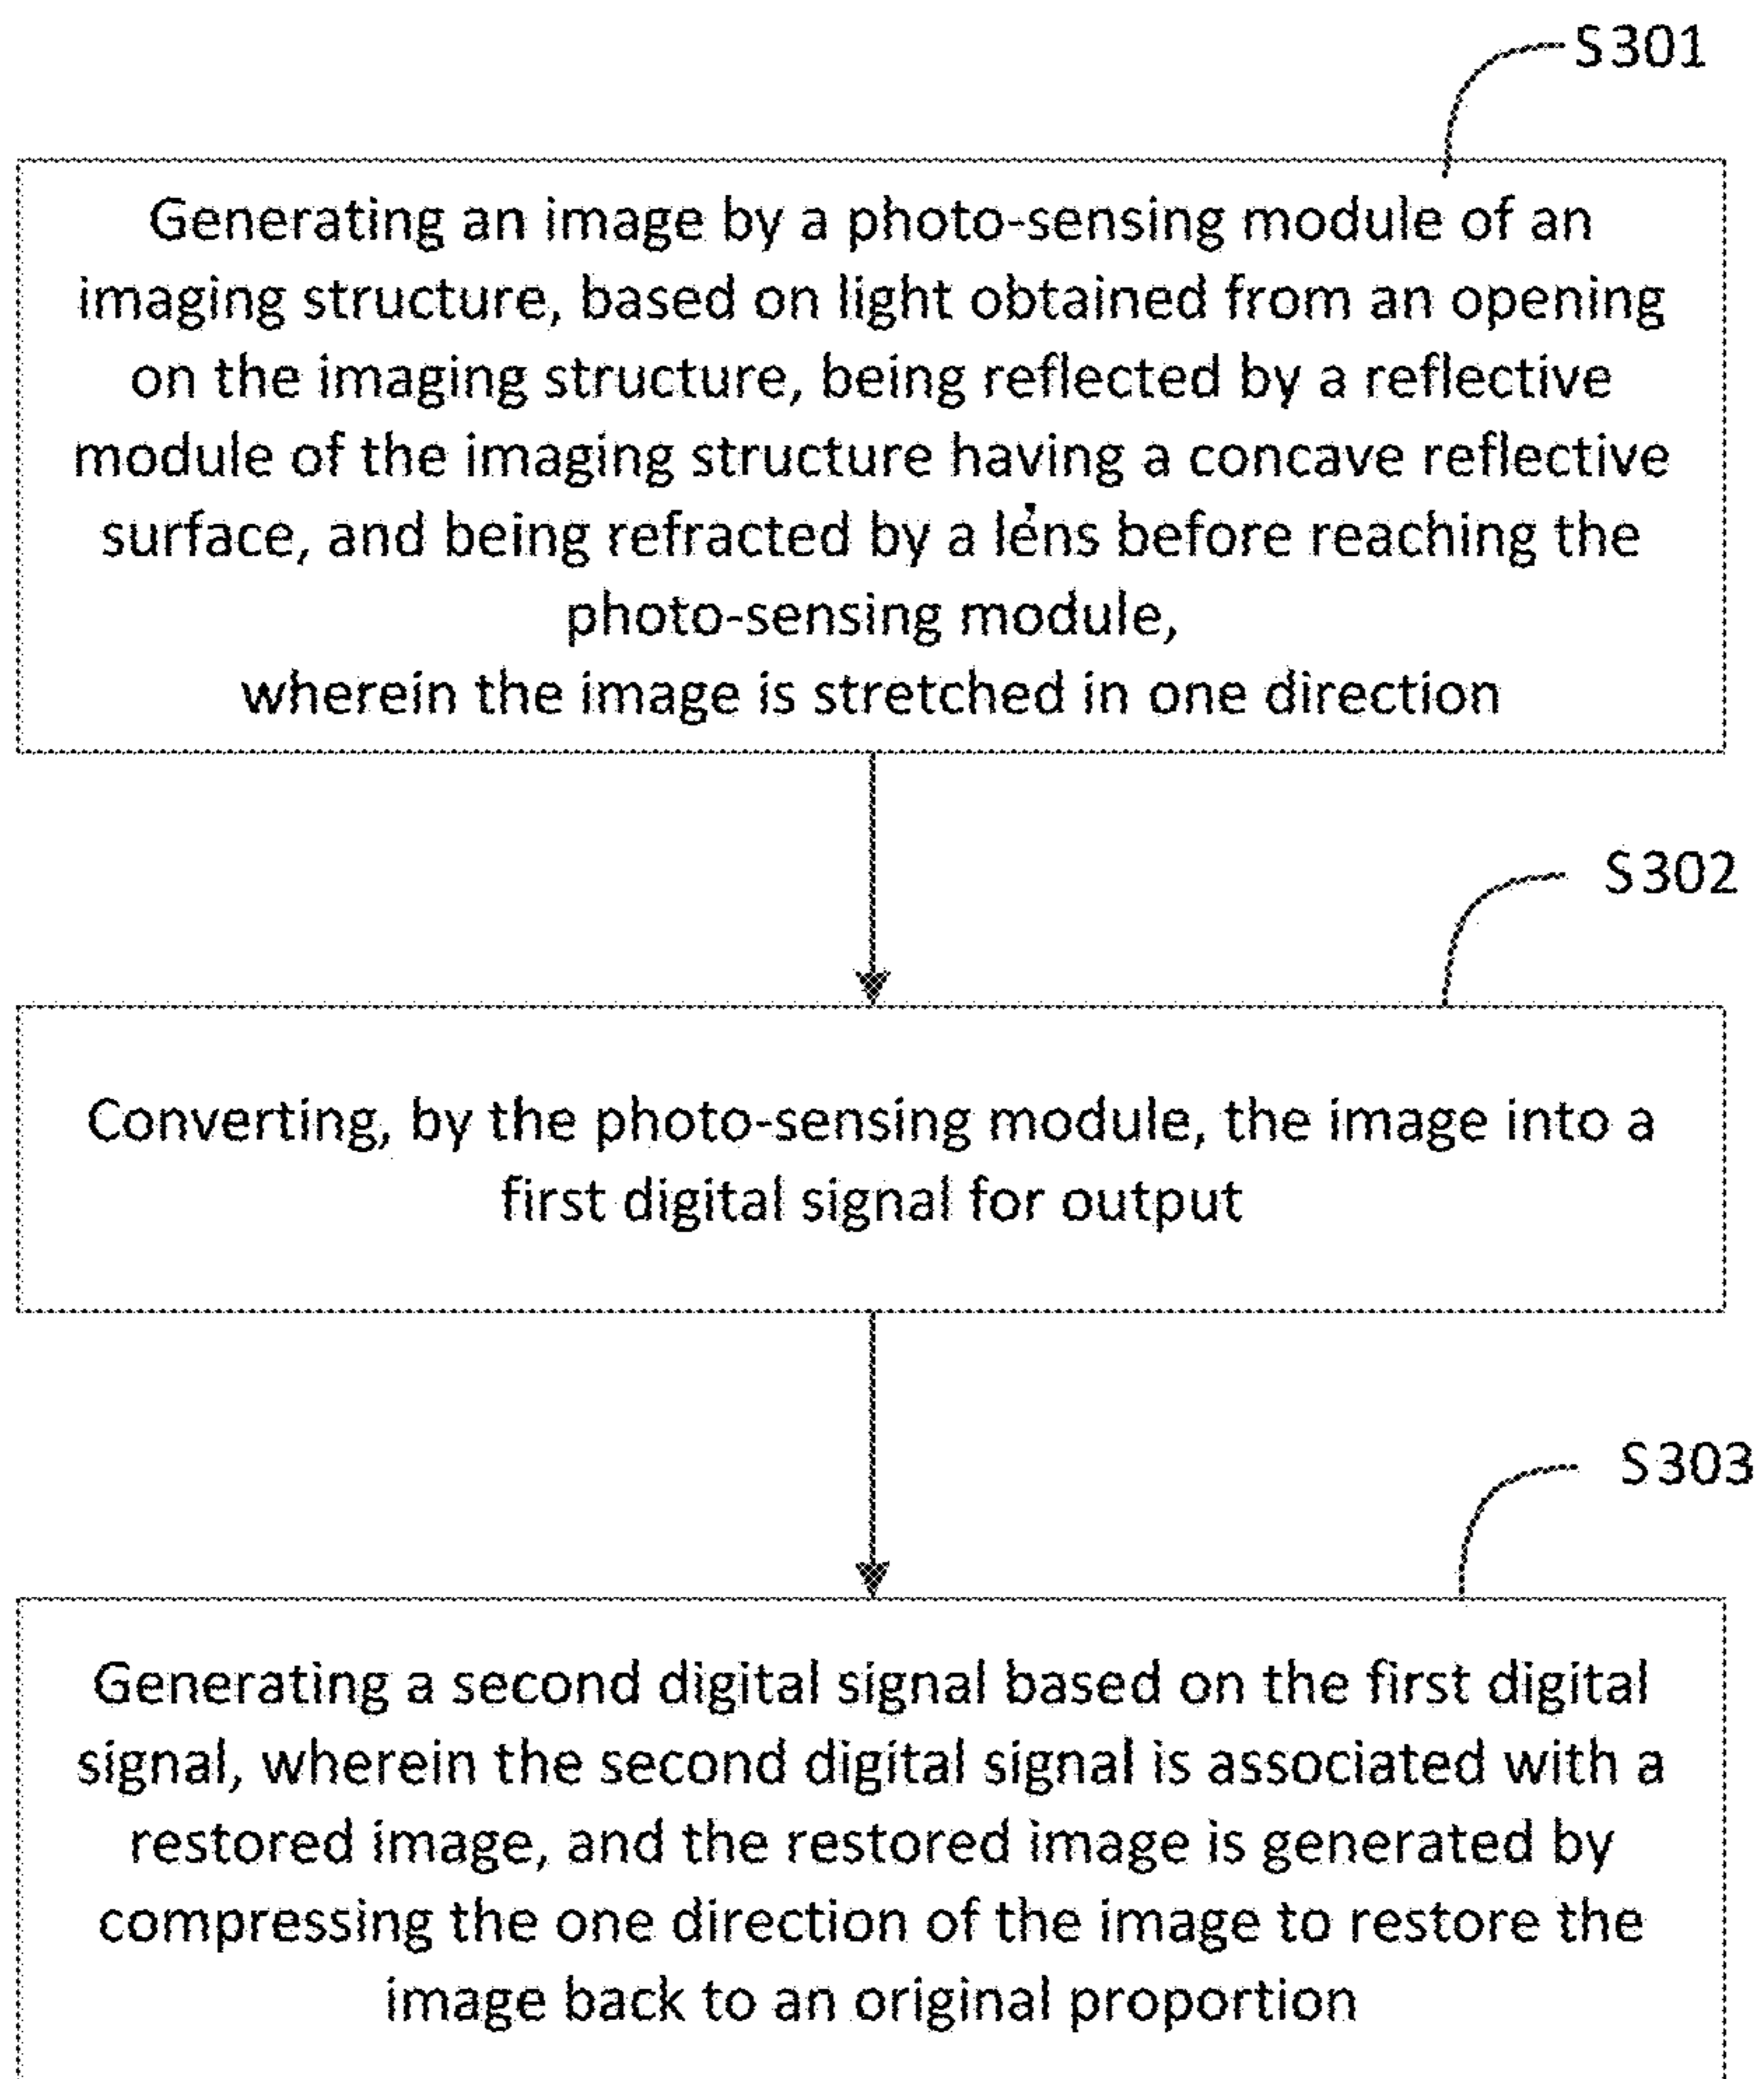 S301
Generating an image by a photo-sensing module of an
imaging structure, based on light obtained from an opening
on the imaging structure, being reflected by a reflective
module of the imaging structure having a concave reflective
surface, and being refracted by a lens before reaching the
photo-sensing module,
wherein the image is stretched in one direction
S302
Converting, by the photo-sensing module, the image into a
first digital signal for output
S303
Generating a second digital signal based on the first digital
signal, wherein the second digital signal is associated with a
restored image, and the restored image is generated by
compressing the one direction of the image to restore the
image back to an original proportion